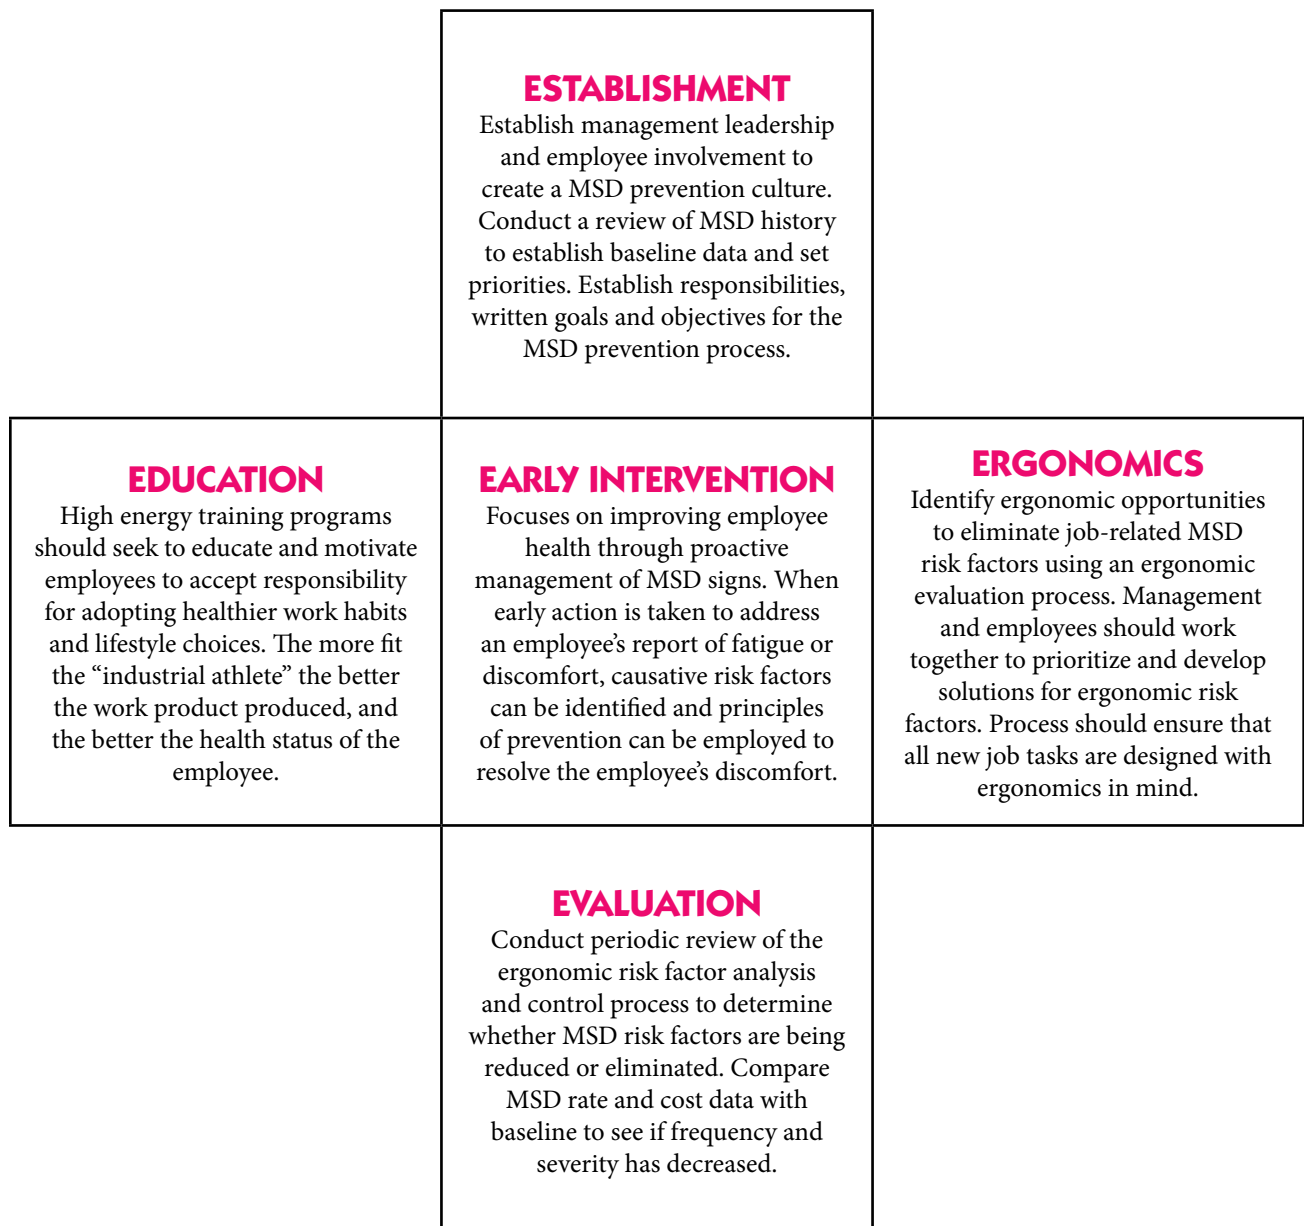 ESTABLISHMENT
Establish management leadership
and employee involvement to
create a MSD prevention culture.
Conduct a review of MSD history
to establish baseline data and set
priorities. Establish responsibilities,
written goals and objectives for the
MSD prevention process.
EDUCATION
High energy training programs
should seek to educate and motivate
employees to accept responsibility
for adopting healthier work habits
and lifestyle choices. The more fit
the “industrial athlete” the better
the work product produced, and
the better the health status of the
employee.
EARLY INTERVENTION
Focuses on improving employee
health through proactive
management of MSD signs. When
early action is taken to address
an employee’s report of fatigue or
discomfort, causative risk factors
can be identified and principles
of prevention can be employed to
resolve the employee’s discomfort.
ERGONOMICS
Identify ergonomic opportunities
to eliminate job-related MSD
risk factors using an ergonomic
evaluation process. Management
and employees should work
together to prioritize and develop
solutions for ergonomic risk
factors. Process should ensure that
all new job tasks are designed with
ergonomics in mind.
EVALUATION
Conduct periodic review of the
ergonomic risk factor analysis
and control process to determine
whether MSD risk factors are being
reduced or eliminated. Compare
MSD rate and cost data with
baseline to see if frequency and
severity has decreased.